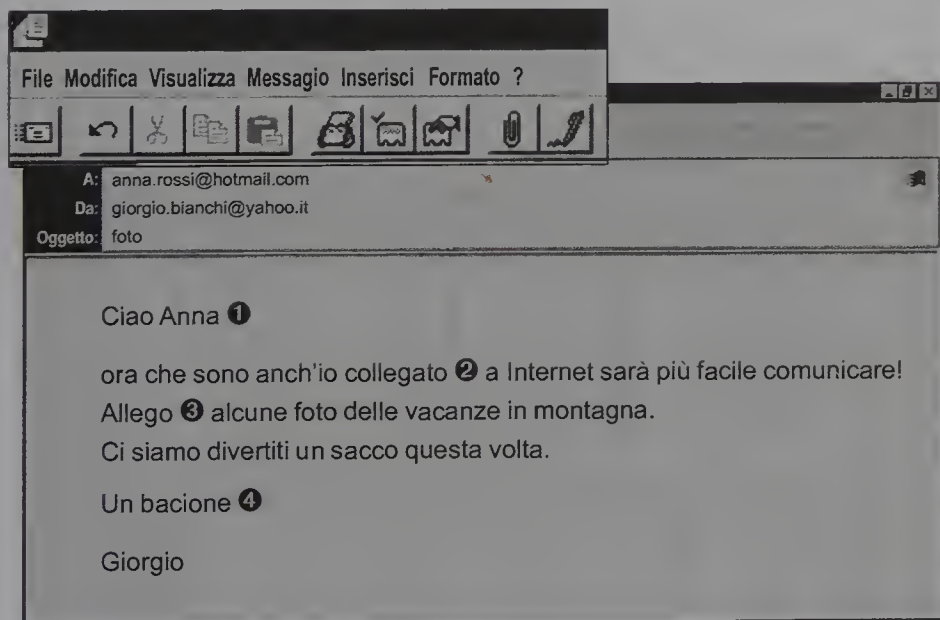 File Modifica Visualizza Messagio Inserisci Formato ?
A: anna.rossi@hotmail.com
Da: giorgio.bianchi@yahoo.it
Oggetto: foto
Ciao Anna ❶
ora che sono anch'io collegato ❷ a Internet sarà più facile comunicare!
Allego ❸ alcune foto delle vacanze in montagna.
Ci siamo divertiti un sacco questa volta.
Un bacione ❹
Giorgio